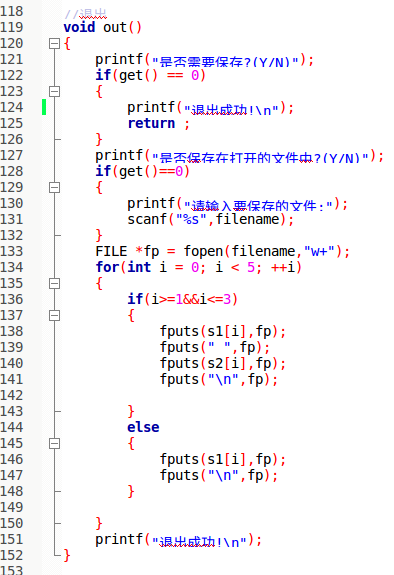 118 //退出
119 void out()
120 {
121 printf("是否需要保存?(Y/N)");
122 if(get() == 0)
123 {
124 printf("退出成功!\n");
125 return ;
126 }
127 printf("是否保存在打开的文件中?(Y/N)");
128 if(get()==0)
129 {
130 printf("请输入要保存的文件:");
131 scanf("%s",filename);
132 }
133 FILE *fp = fopen(filename,"w+");
134 for(int i = 0; i < 5; ++i)
135 {
136 if(i>=1&&i<=3)
137 {
138 fputs(s1[i],fp);
139 fputs(" ",fp);
140 fputs(s2[i],fp);
141 fputs("\n",fp);
142
143 }
144 else
145 {
146 fputs(s1[i],fp);
147 fputs("\n",fp);
148 }
149
150 }
151 printf("退出成功!\n");
152 }
153